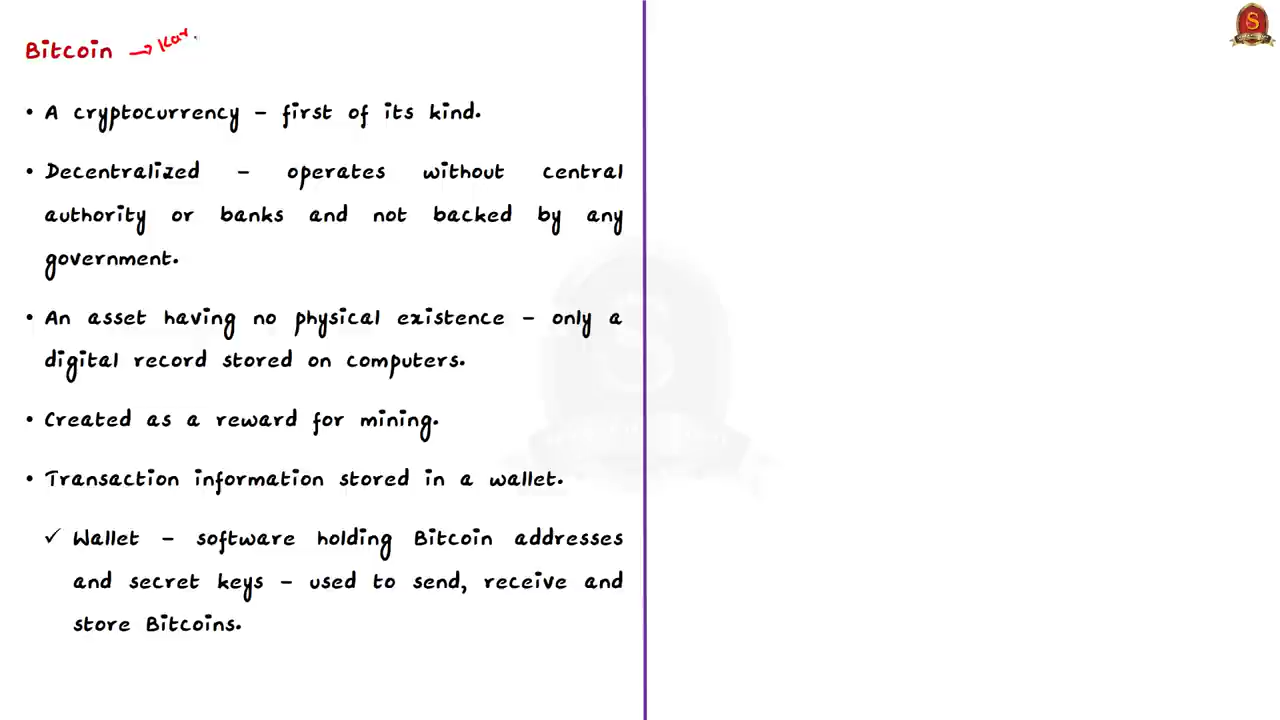 Bitcoin → Kar
• A cryptocurrency – first of its kind.
• Decentralized – operates without central
authority or banks and not backed by any
government.
• An asset having no physical existence – only a
digital record stored on computers.
• Created as a reward for mining.
• Transaction information stored in a wallet.
✓ Wallet – software holding Bitcoin addresses
and secret keys – used to send, receive and
store Bitcoins.